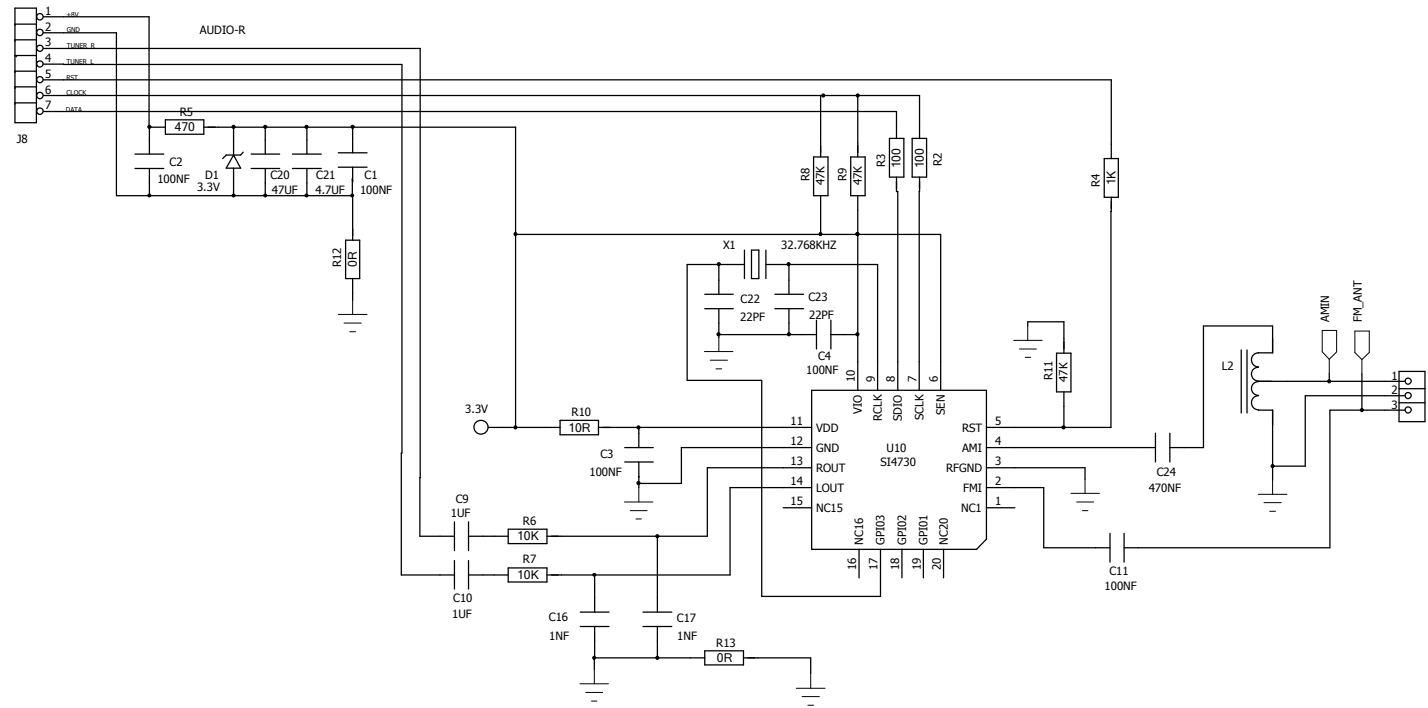 1 +8V
2 GND
3 TUNER_R
4 TUNER_L
5 RST
6 CLOCK
7 DATA
J8
AUDIO-R
R5
470
C2
100NF
D1
3.3V
C20
47UF
C21
4.7UF
C1
100NF
R12
0R
R8
47K
R9
47K
R3
100
100
R2
R4
1K
X1
32.768KHZ
C22
22PF
C23
22PF
C4
100NF
R11
47K
AMIN
FM_ANT
L2
1
2
3
10 9 8 7 6
VIO RCLK SDIO SCLK SEN
3.3V
R10
10R
C3
100NF
11 VDD
12 GND
13 ROUT
14 LOUT
15 NC15
U10
SI4730
RST 5
AMI 4
RFGND 3
FMI 2
NC1 1
NC16 GPIO3 GPIO2 GPIO1 NC20
16 17 18 19 20
C24
470NF
C11
100NF
C9
1UF
R6
10K
R7
10K
C10
1UF
C16
1NF
C17
1NF
R13
0R